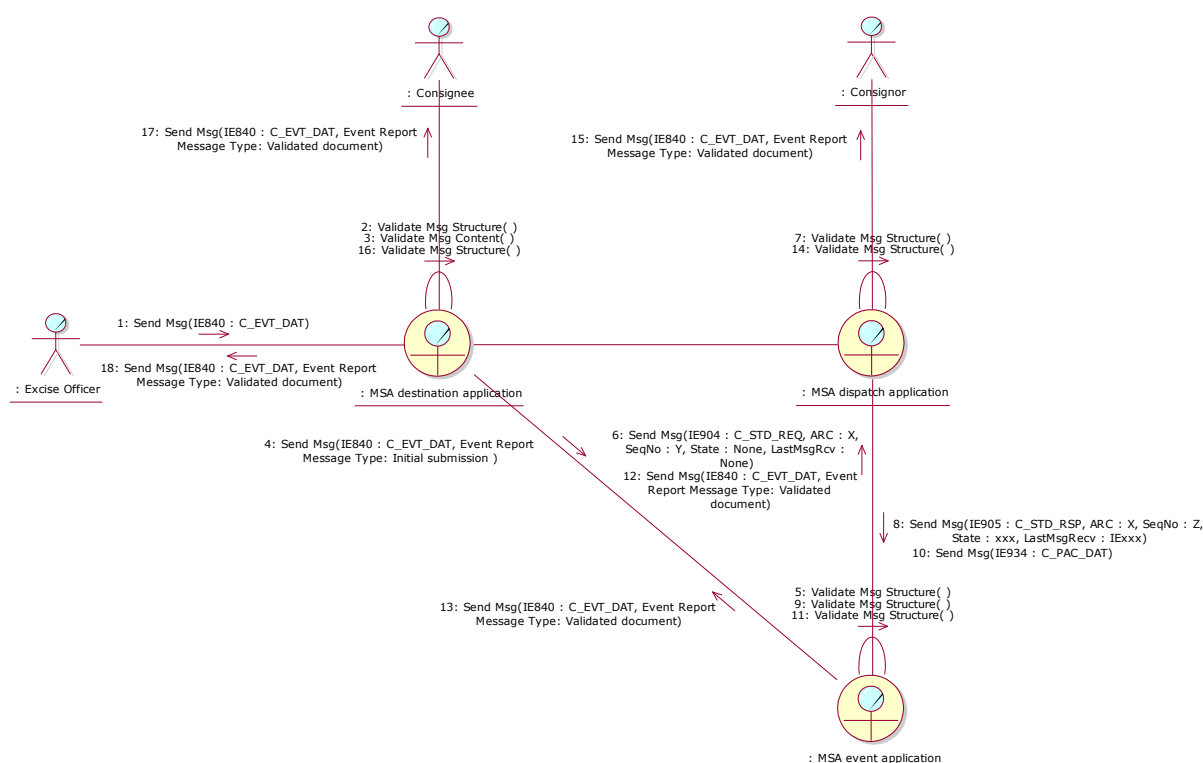 : Consignee
: Consignor
17: Send Msg(IE840 : C_EVT_DAT, Event Report
Message Type: Validated document)
15: Send Msg(IE840 : C_EVT_DAT, Event Report
Message Type: Validated document)
2: Validate Msg Structure( )
3: Validate Msg Content( )
16: Validate Msg Structure( )
7: Validate Msg Structure( )
14: Validate Msg Structure( )
1: Send Msg(IE840 : C_EVT_DAT)
18: Send Msg(IE840 : C_EVT_DAT, Event Report
Message Type: Validated document)
: Excise Officer
: MSA destination application
: MSA dispatch application
4: Send Msg(IE840 : C_EVT_DAT, Event Report
Message Type: Initial submission )
6: Send Msg(IE904 : C_STD_REQ, ARC : X,
SeqNo : Y, State : None, LastMsgRcv :
None)
12: Send Msg(IE840 : C_EVT_DAT, Event
Report Message Type: Validated
document)
8: Send Msg(IE905 : C_STD_RSP, ARC : X, SeqNo : Z,
State : xxx, LastMsgRecv : IExxx)
10: Send Msg(IE934 : C_PAC_DAT)
13: Send Msg(IE840 : C_EVT_DAT, Event Report
Message Type: Validated document)
5: Validate Msg Structure( )
9: Validate Msg Structure( )
11: Validate Msg Structure( )
: MSA event application